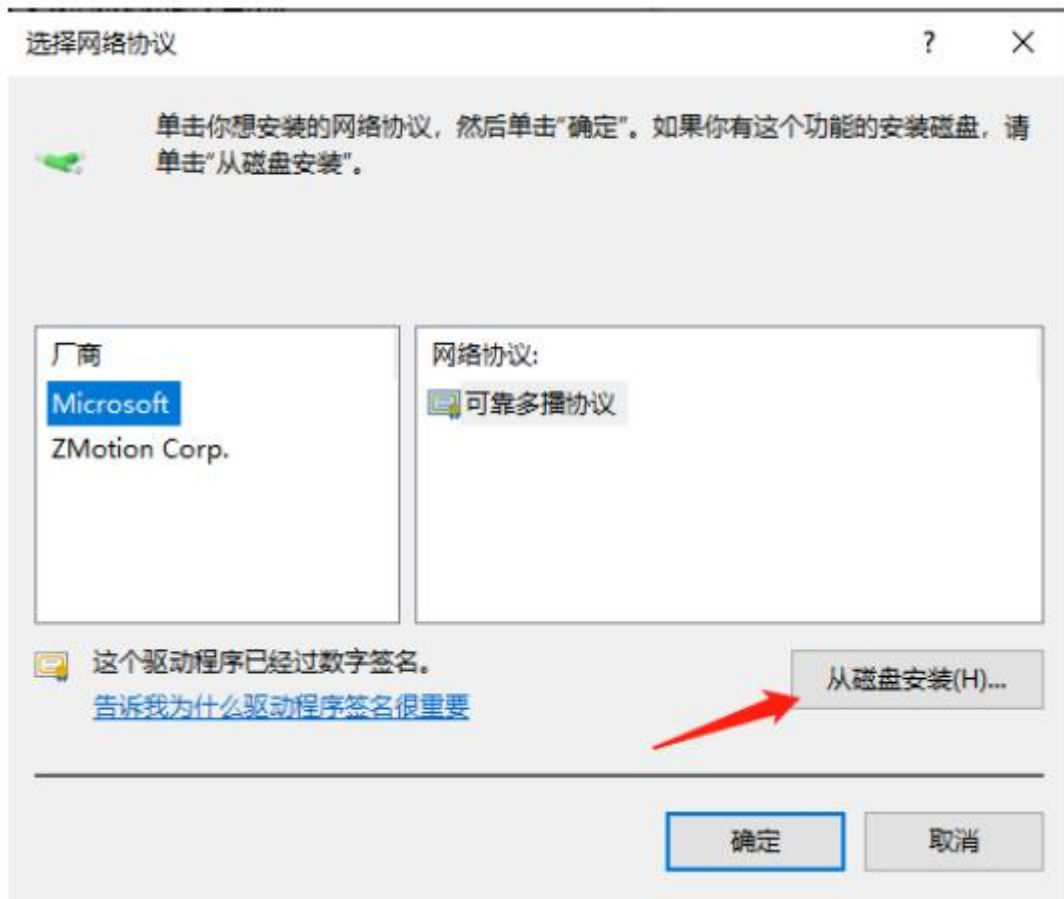 选择网络协议
单击你想安装的网络协议，然后单击“确定”。如果你有这个功能的安装磁盘，请
单击“从磁盘安装”。
厂商
Microsoft
ZMotion Corp.
网络协议:
可靠多播协议
这个驱动程序已经过数字签名。
告诉我为什么驱动程序签名很重要
从磁盘安装(H)...
确定
取消